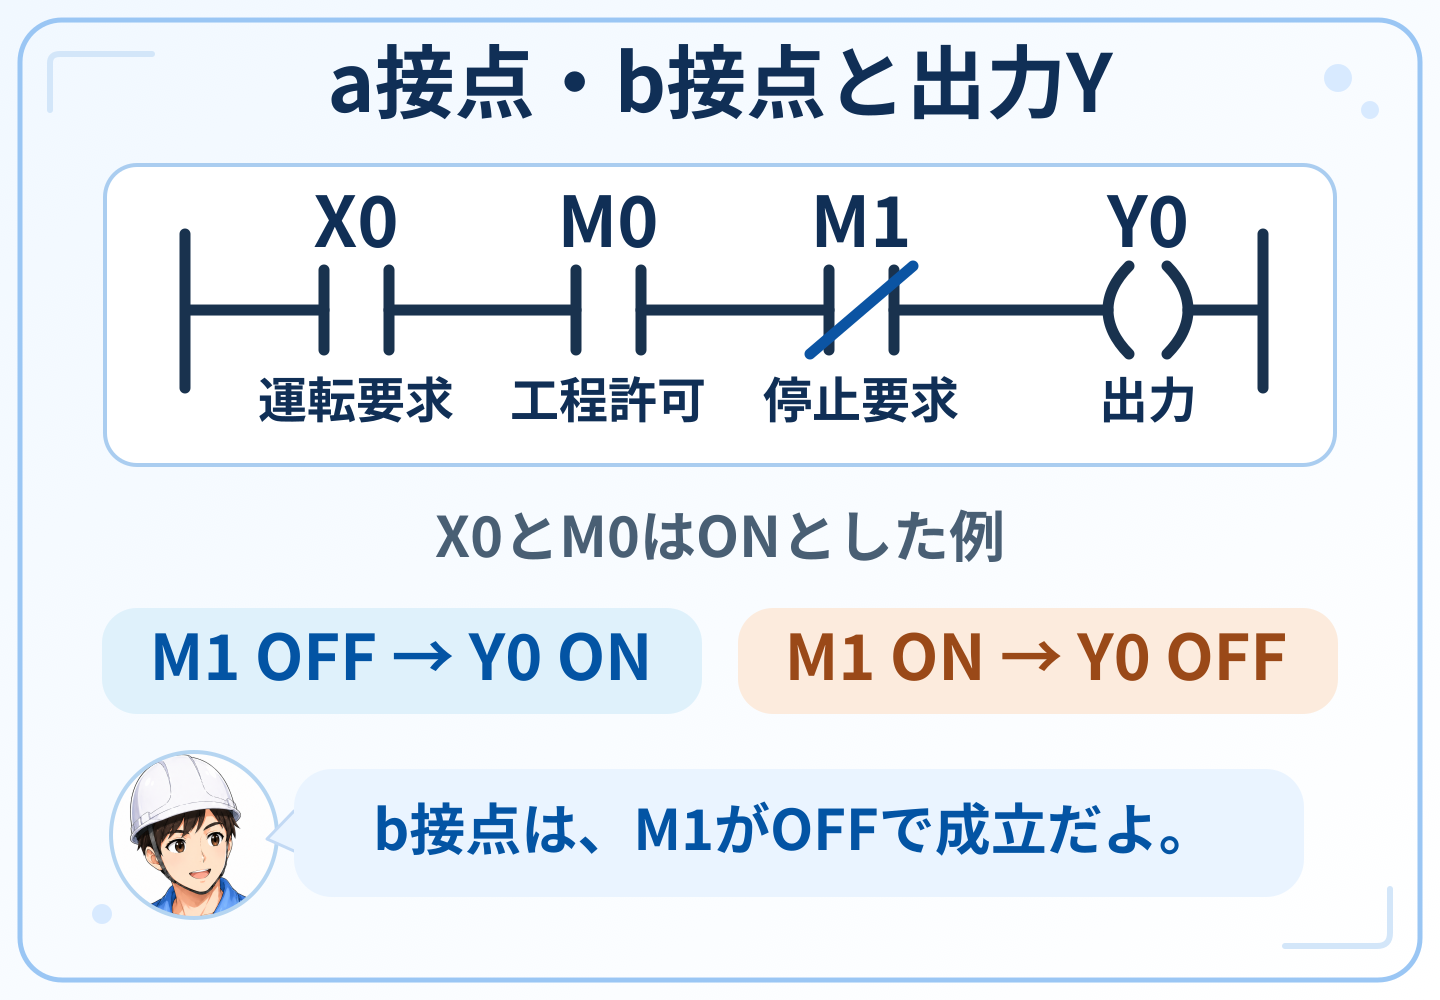 a接点・b接点と出力Y
X0 M0 M1 Y0
運転要求 工程許可 停止要求 出力
X0とM0はONとした例
M1 OFF → Y0 ON
M1 ON → Y0 OFF
b接点は、M1がOFFで成立だよ。